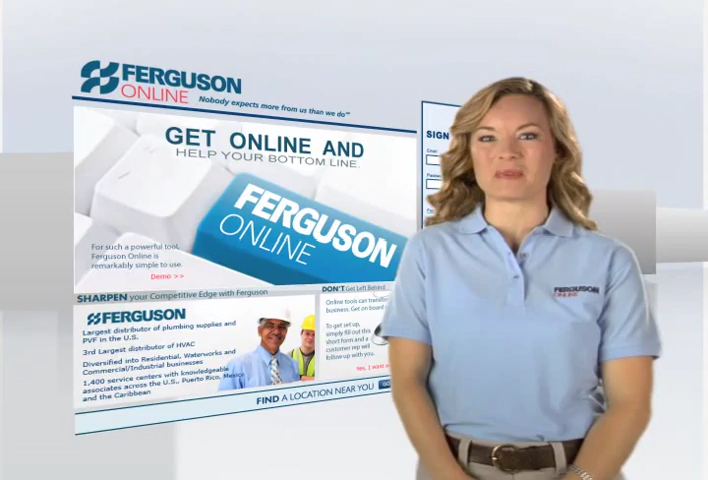 FERGUSON
ONLINE
Nobody expects more from us than we do℠
GET ONLINE AND
HELP YOUR BOTTOM LINE.
FERGUSON
ONLINE
For such a powerful tool,
Ferguson Online is
remarkably simple to use.
Demo >>
SIGN
SHARPEN your Competitive Edge with Ferguson
FERGUSON
Largest distributor of plumbing supplies and
PVF in the U.S.
3rd Largest distributor of HVAC
Diversified into Residential, Waterworks and
Commercial/Industrial businesses
1,400 service centers with knowledgeable
associates across the U.S., Puerto Rico, Mexico
and the Caribbean
DON'T Get Left Behind
Online tools can
business. Get on board
To get set up,
simply fill out this
short form and a
customer rep will
follow up with you.
Yes, I want
FIND A LOCATION NEAR YOU
FERGUSON
ONLINE